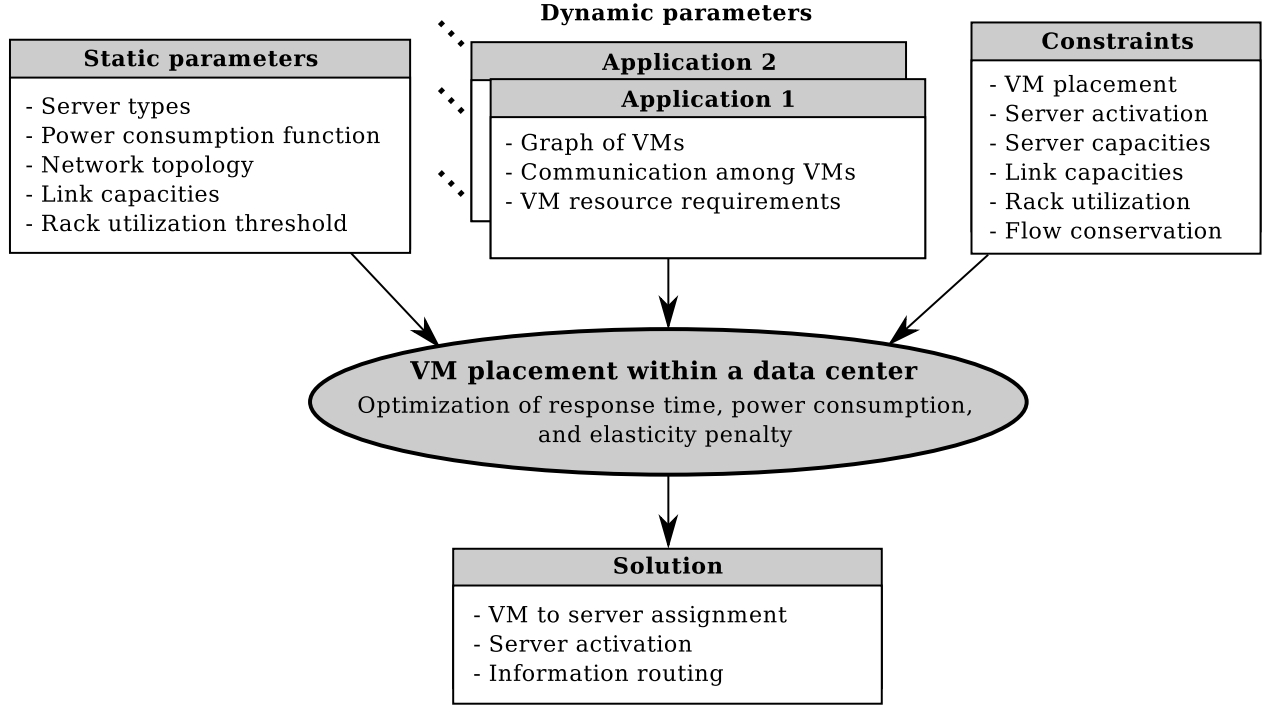 Dynamic parameters
Static parameters
- Server types
- Power consumption function
- Network topology
- Link capacities
- Rack utilization threshold
Application 2
Application 1
- Graph of VMs
- Communication among VMs
- VM resource requirements
Constraints
- VM placement
- Server activation
- Server capacities
- Link capacities
- Rack utilization
- Flow conservation
VM placement within a data center
Optimization of response time, power consumption,
and elasticity penalty
Solution
- VM to server assignment
- Server activation
- Information routing